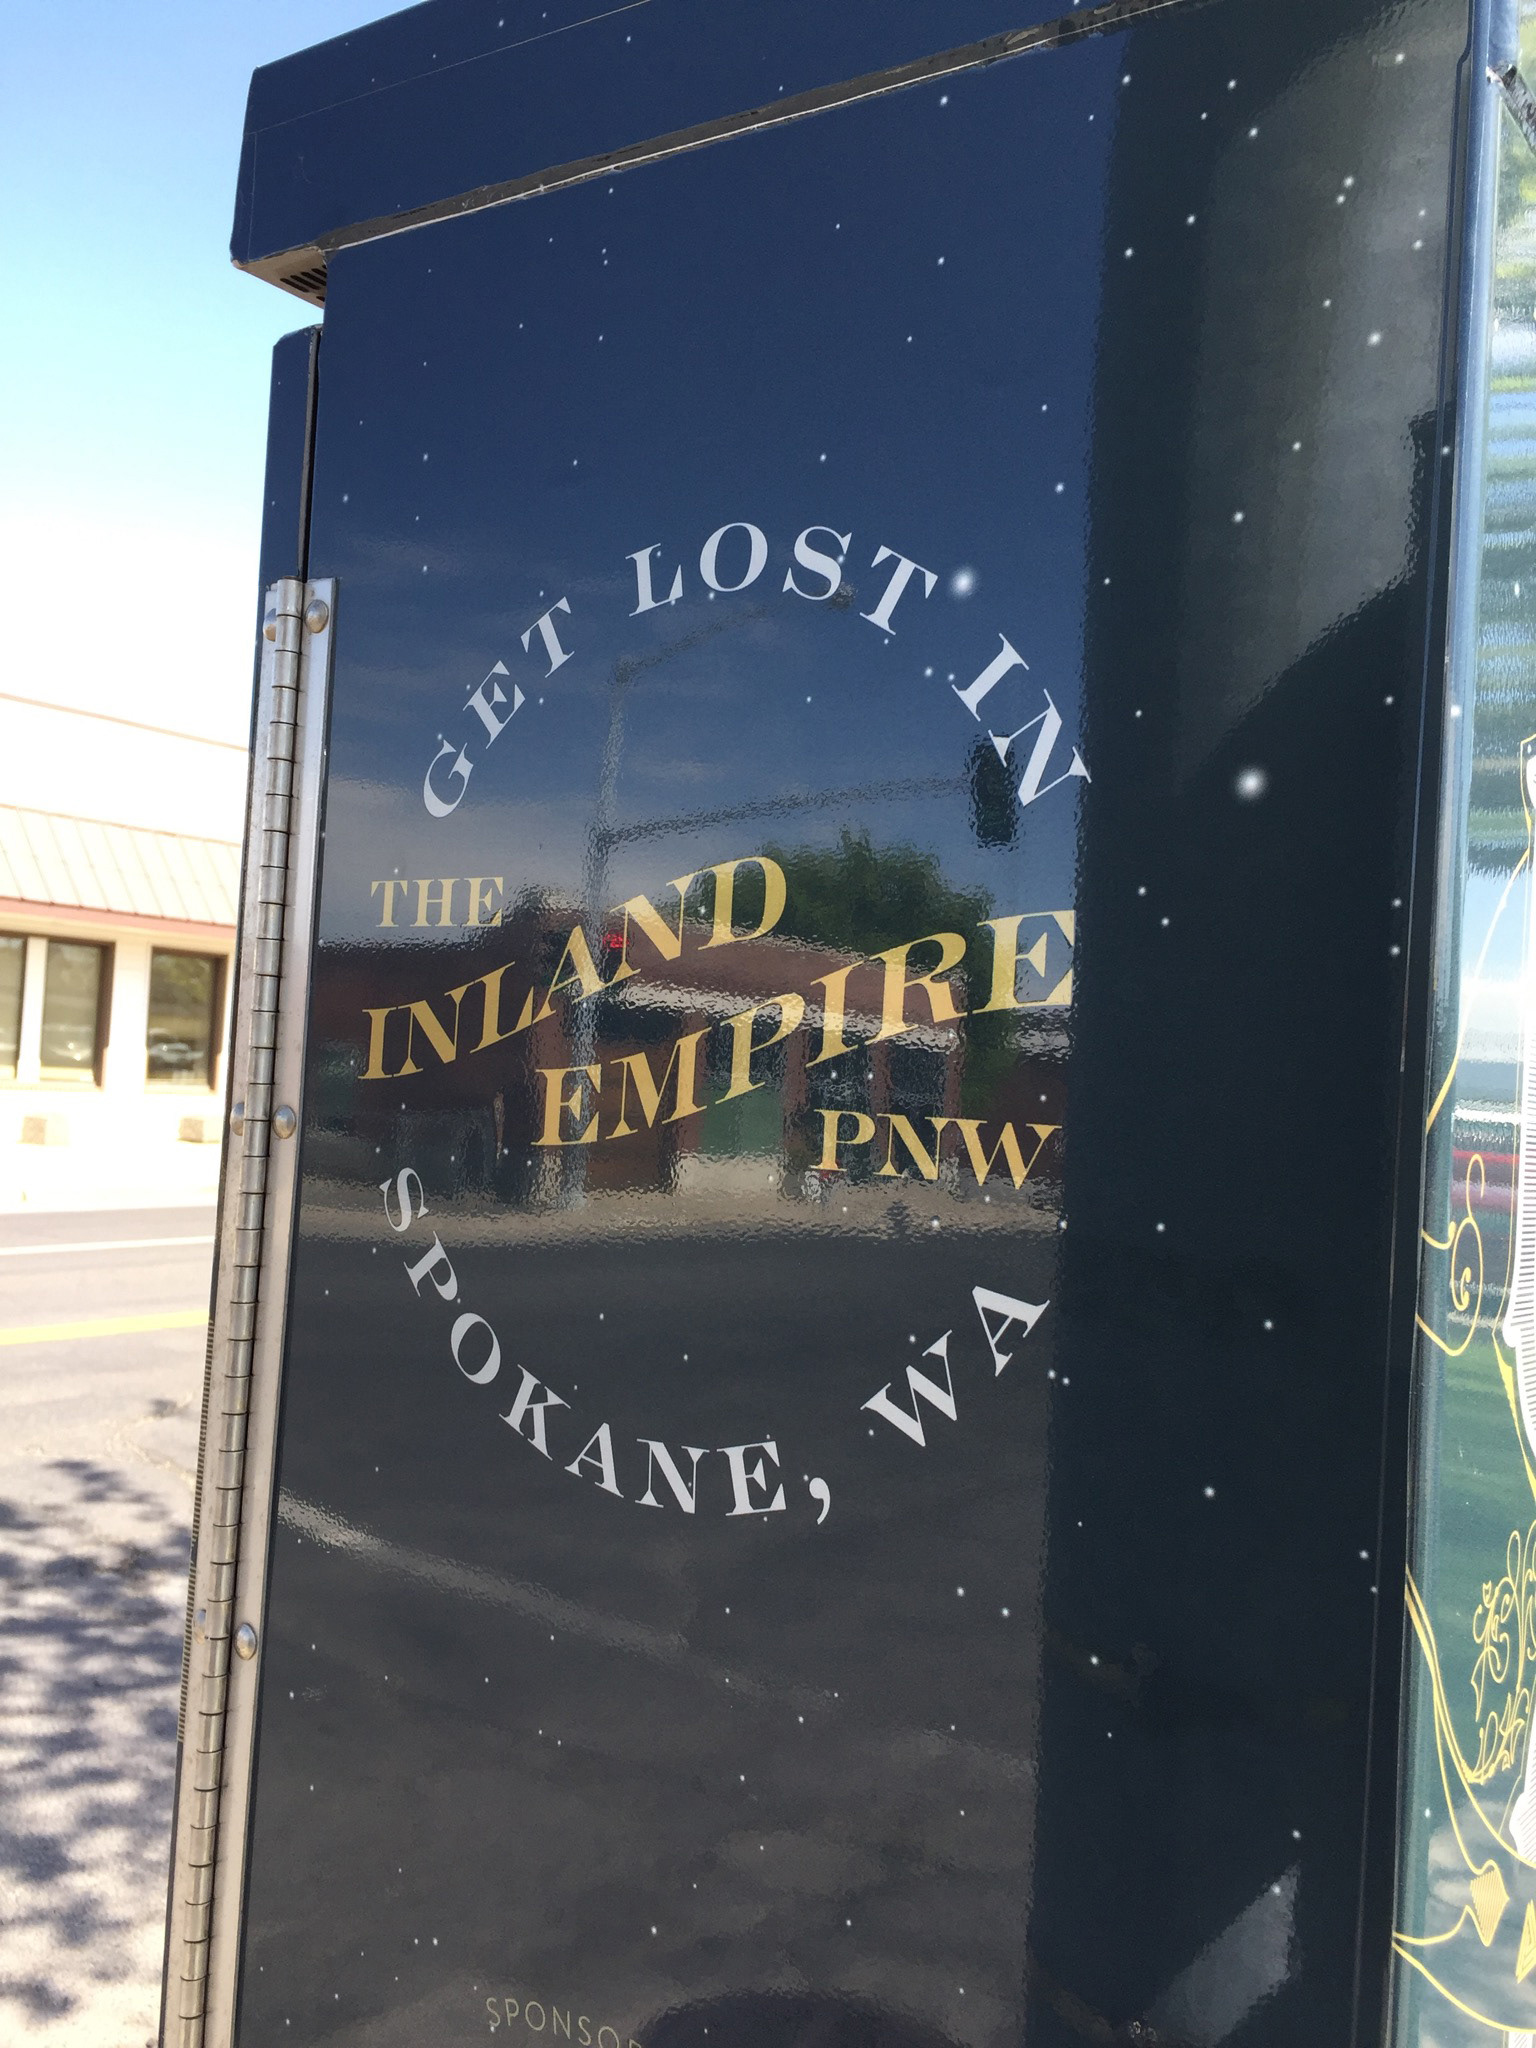 GET LOST IN
THE
INLAND
EMPIRE
PNW
SPOKANE, WA